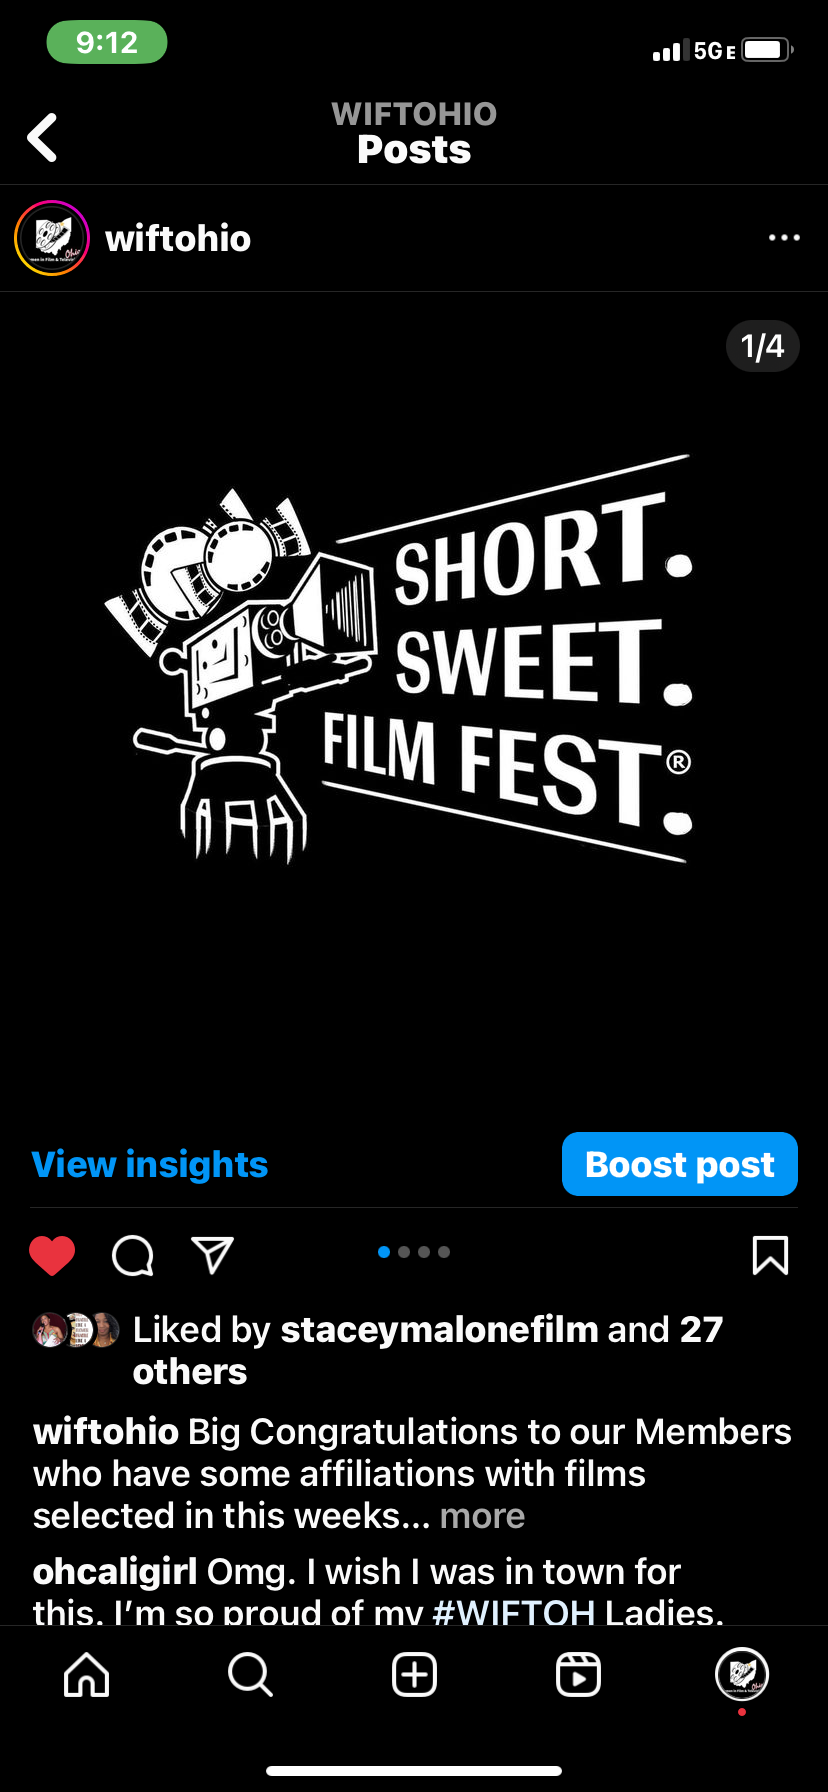 9:12
5GE
WIFTOHIO
Posts
wiftohio
1/4
SHORT.
SWEET.
FILM FEST.®
View insights
Boost post
Liked by staceymalonefilm and 27
others
wiftohio Big Congratulations to our Members
who have some affiliations with films
selected in this weeks... more
ohcaligirl Omg. I wish I was in town for
this. I’m so proud of my #WIFTOH Ladies.